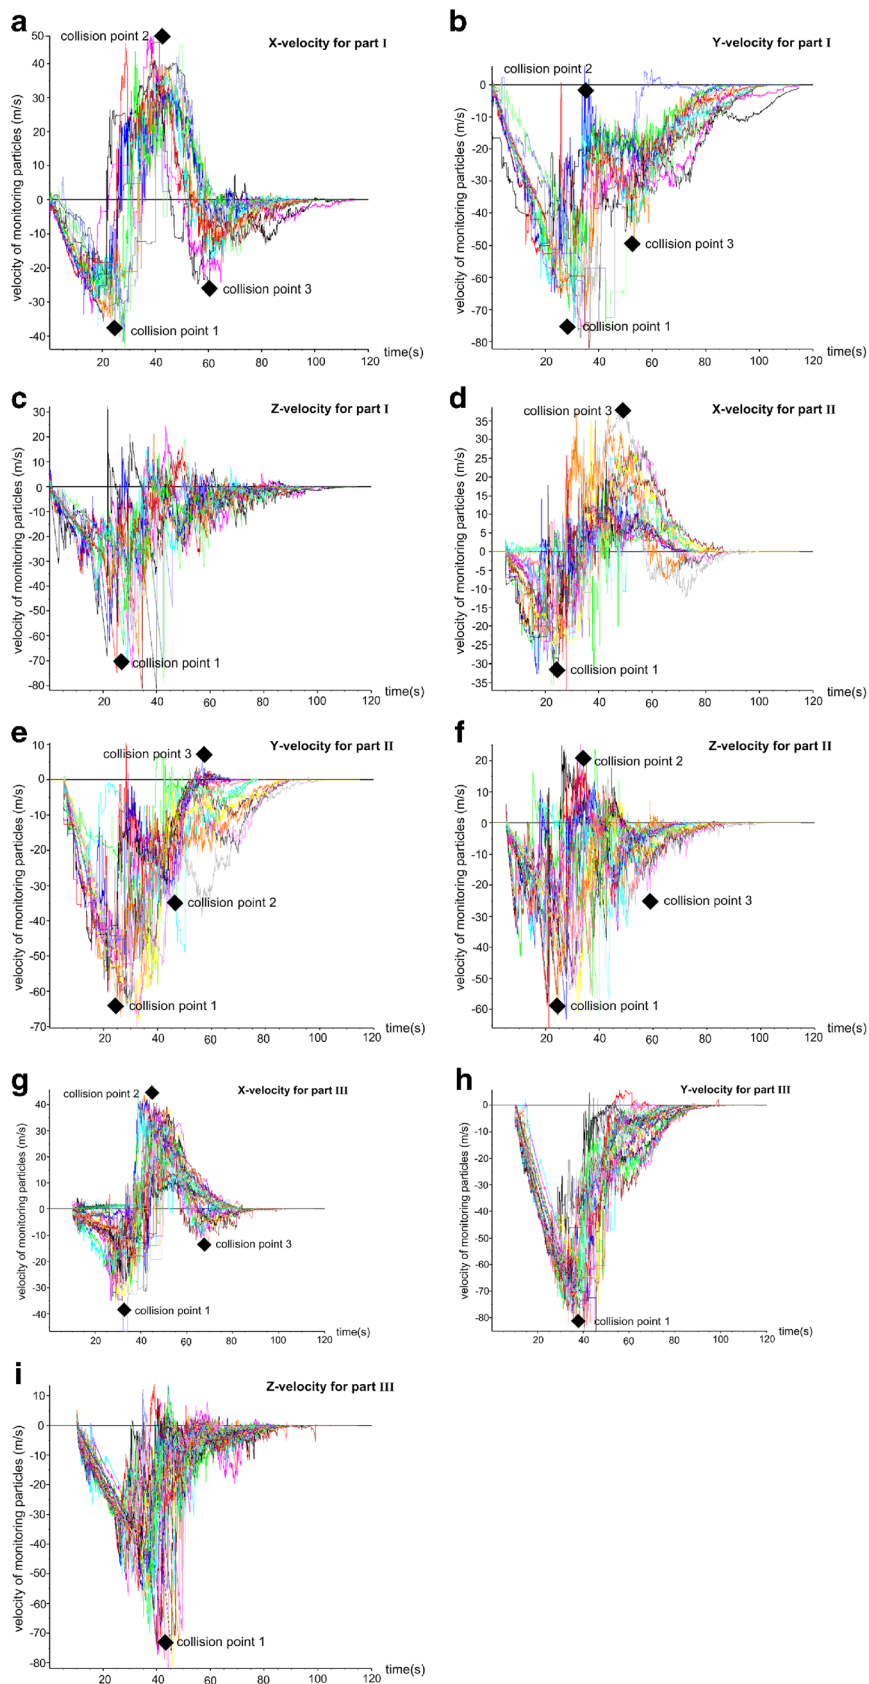 a
X-velocity for part I
velocity of monitoring particles (m/s)
50
40
30
20
10
0
-10
-20
-30
-40
collision point 2
collision point 3
collision point 1
20
40
60
80
100
120
time(s)
b
Y-velocity for part I
velocity of monitoring particles (m/s)
0
-10
-20
-30
-40
-50
-60
-70
-80
collision point 2
collision point 3
collision point 1
20
40
60
80
100
120
time(s)
c
Z-velocity for part I
velocity of monitoring particles (m/s)
30
20
10
0
-10
-20
-30
-40
-50
-60
-70
-80
collision point 1
20
40
60
80
100
120
time(s)
d
X-velocity for part II
velocity of monitoring particles (m/s)
35
30
25
20
15
10
5
0
-5
-10
-15
-20
-25
-30
-35
collision point 3
collision point 1
20
40
60
80
100
120
time(s)
e
Y-velocity for part II
velocity of monitoring particles (m/s)
10
0
-10
-20
-30
-40
-50
-60
-70
collision point 3
collision point 2
collision point 1
20
40
60
80
100
120
time(s)
f
Z-velocity for part II
velocity of monitoring particles (m/s)
20
10
0
-10
-20
-30
-40
-50
-60
collision point 2
collision point 3
collision point 1
20
40
60
80
100
120
time(s)
g
X-velocity for part III
velocity of monitoring particles (m/s)
40
30
20
10
0
-10
-20
-30
-40
collision point 2
collision point 3
collision point 1
20
40
60
80
100
120
time(s)
h
Y-velocity for part III
velocity of monitoring particles (m/s)
0
-10
-20
-30
-40
-50
-60
-70
-80
collision point 1
20
40
60
80
100
120
time(s)
i
Z-velocity for part III
velocity of monitoring particles (m/s)
10
0
-10
-20
-30
-40
-50
-60
-70
-80
collision point 1
20
40
60
80
100
120
time(s)